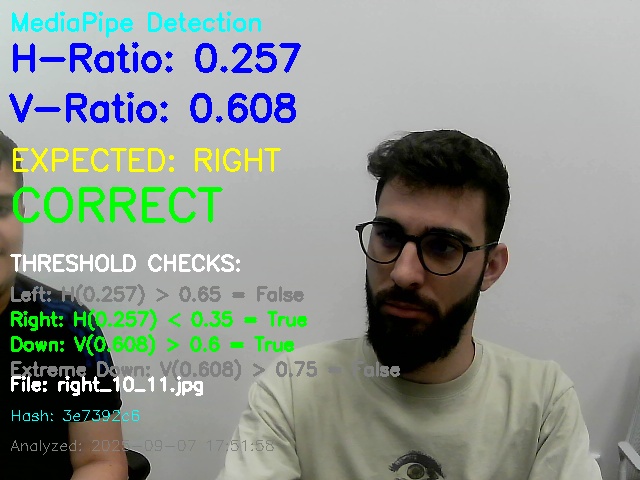 MediaPipe Detection
H-Ratio: 0.257
V-Ratio: 0.608
EXPECTED: RIGHT
CORRECT
THRESHOLD CHECKS:
Left: H(0.257) > 0.65 = False
Right: H(0.257) < 0.35 = True
Down: V(0.608) > 0.6 = True
Extreme Down: V(0.608) > 0.75 = False
File: right_10_11.jpg
Hash: 3e7392c6
Analyzed: 2025-09-07 17:51:58